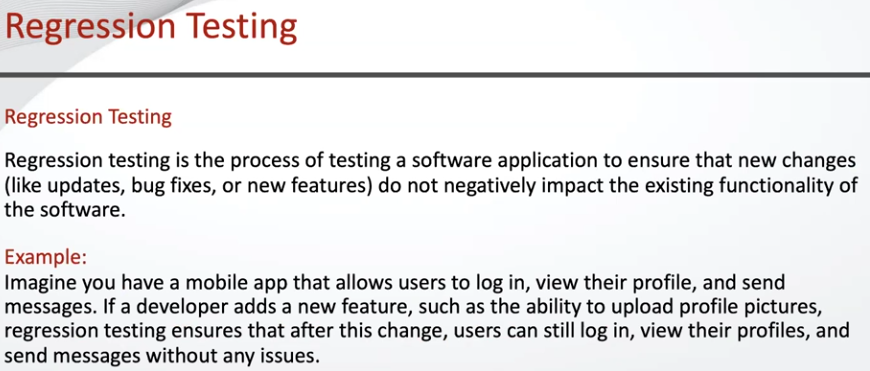 Regression Testing
Regression Testing
Regression testing is the process of testing a software application to ensure that new changes
(like updates, bug fixes, or new features) do not negatively impact the existing functionality of
the software.
Example:
Imagine you have a mobile app that allows users to log in, view their profile, and send
messages. If a developer adds a new feature, such as the ability to upload profile pictures,
regression testing ensures that after this change, users can still log in, view their profiles, and
send messages without any issues.